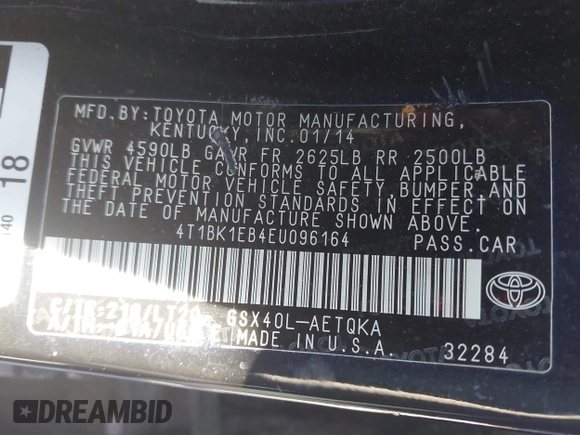 MFD.BY:TOYOTA MOTOR MANUFACTURING,
KENTUCKY, INC.01/14
GVWR 4590LB GAWR FR 2625LB RR 2500LB
THIS VEHICLE CONFORMS TO ALL APPLICABLE
FEDERAL MOTOR VEHICLE SAFETY, BUMPER AND
THEFT PREVENTION STANDARDS IN EFFECT ON
THE DATE OF MANUFACTURE SHOWN ABOVE.
4T1BK1EB4EU096164 PASS.CAR
GSX40L-AETQKA
MADE IN U.S.A. 32284
18
140
DREAMBID